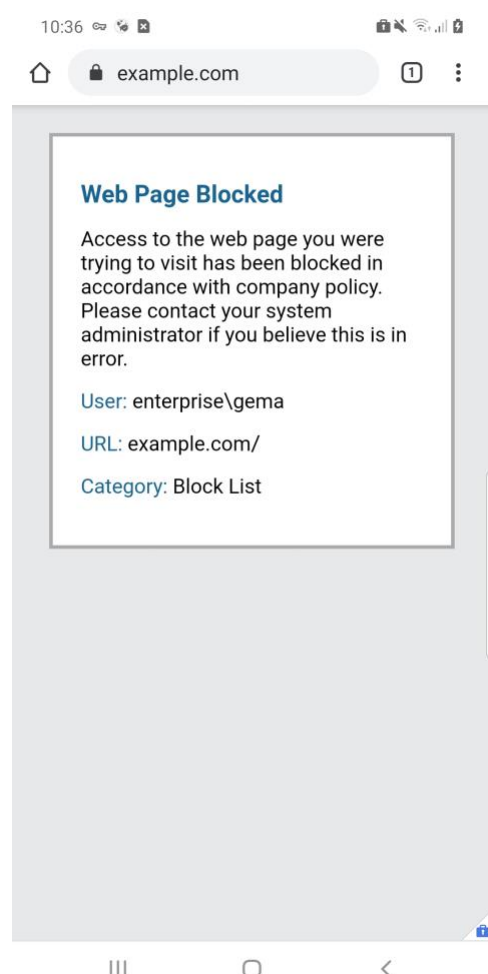 10:36
example.com
1
Web Page Blocked
Access to the web page you were
trying to visit has been blocked in
accordance with company policy.
Please contact your system
administrator if you believe this is in
error.
User: enterprise\gema
URL: example.com/
Category: Block List